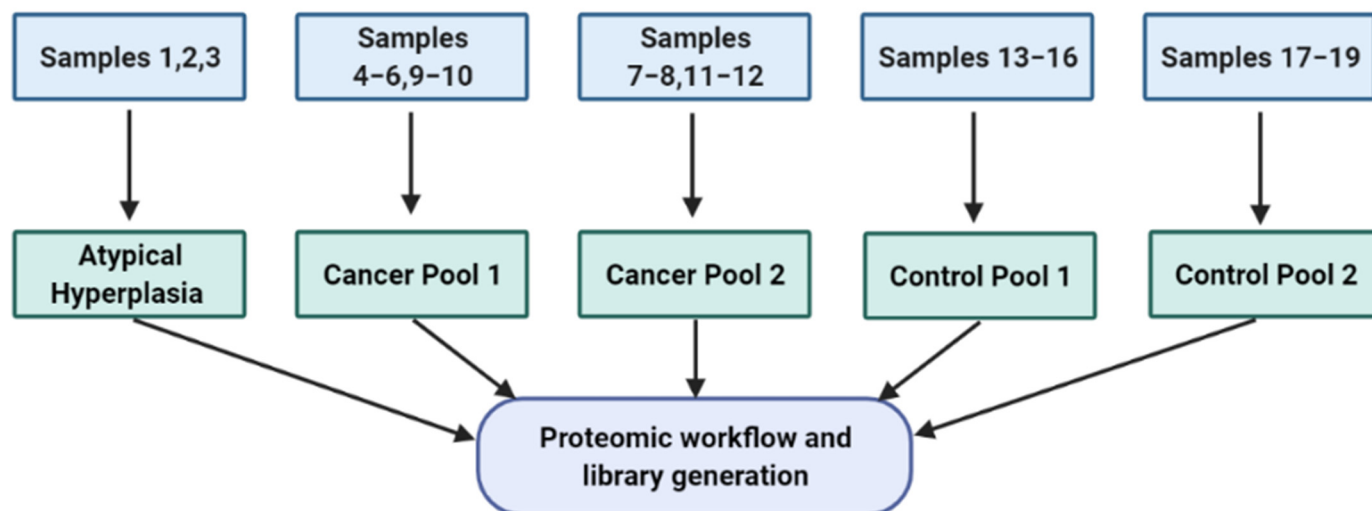 Samples 1,2,3
Samples
4–6,9–10
Samples
7–8,11–12
Samples 13–16
Samples 17–19
Atypical
Hyperplasia
Cancer Pool 1
Cancer Pool 2
Control Pool 1
Control Pool 2
Proteomic workflow and
library generation